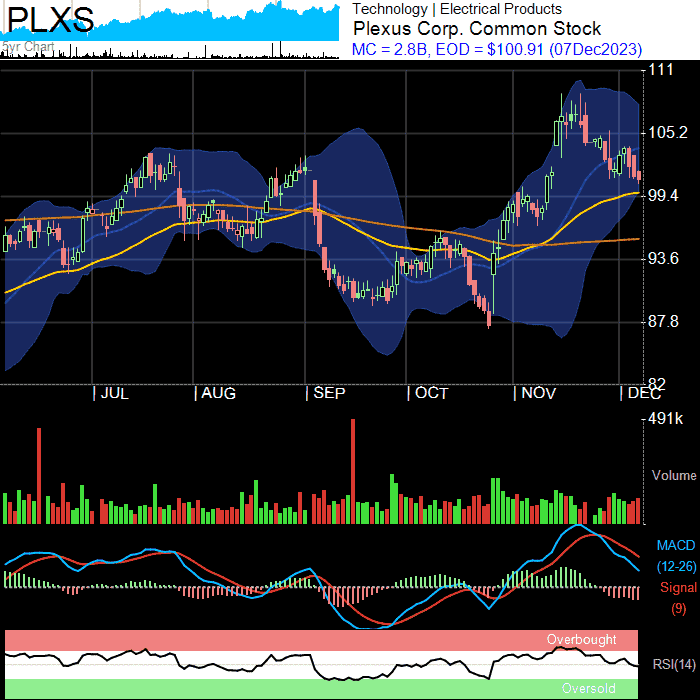 PLXS
5yr Chart
Technology | Electrical Products
Plexus Corp. Common Stock
MC = 2.8B, EOD = $100.91 (07Dec2023)
111
105.2
99.4
93.6
87.8
82
JUL AUG SEP OCT NOV DEC
491k
Volume
MACD
(12-26)
Signal
(9)
Overbought
RSI(14)
Oversold